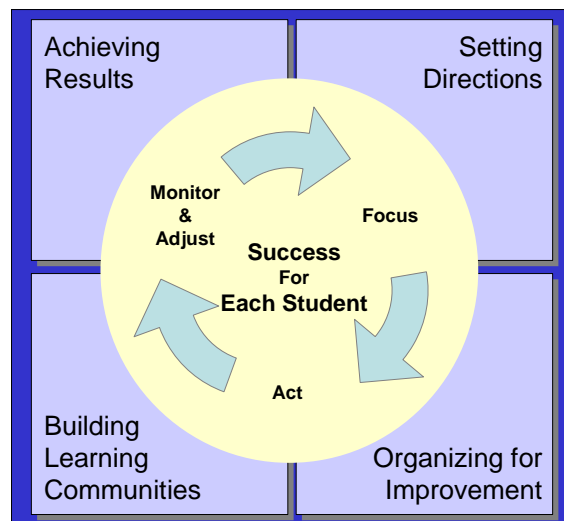 Achieving
Results
Setting
Directions
Monitor
&
Adjust
Focus
Success
For
Each Student
Act
Building
Learning
Communities
Organizing for
Improvement